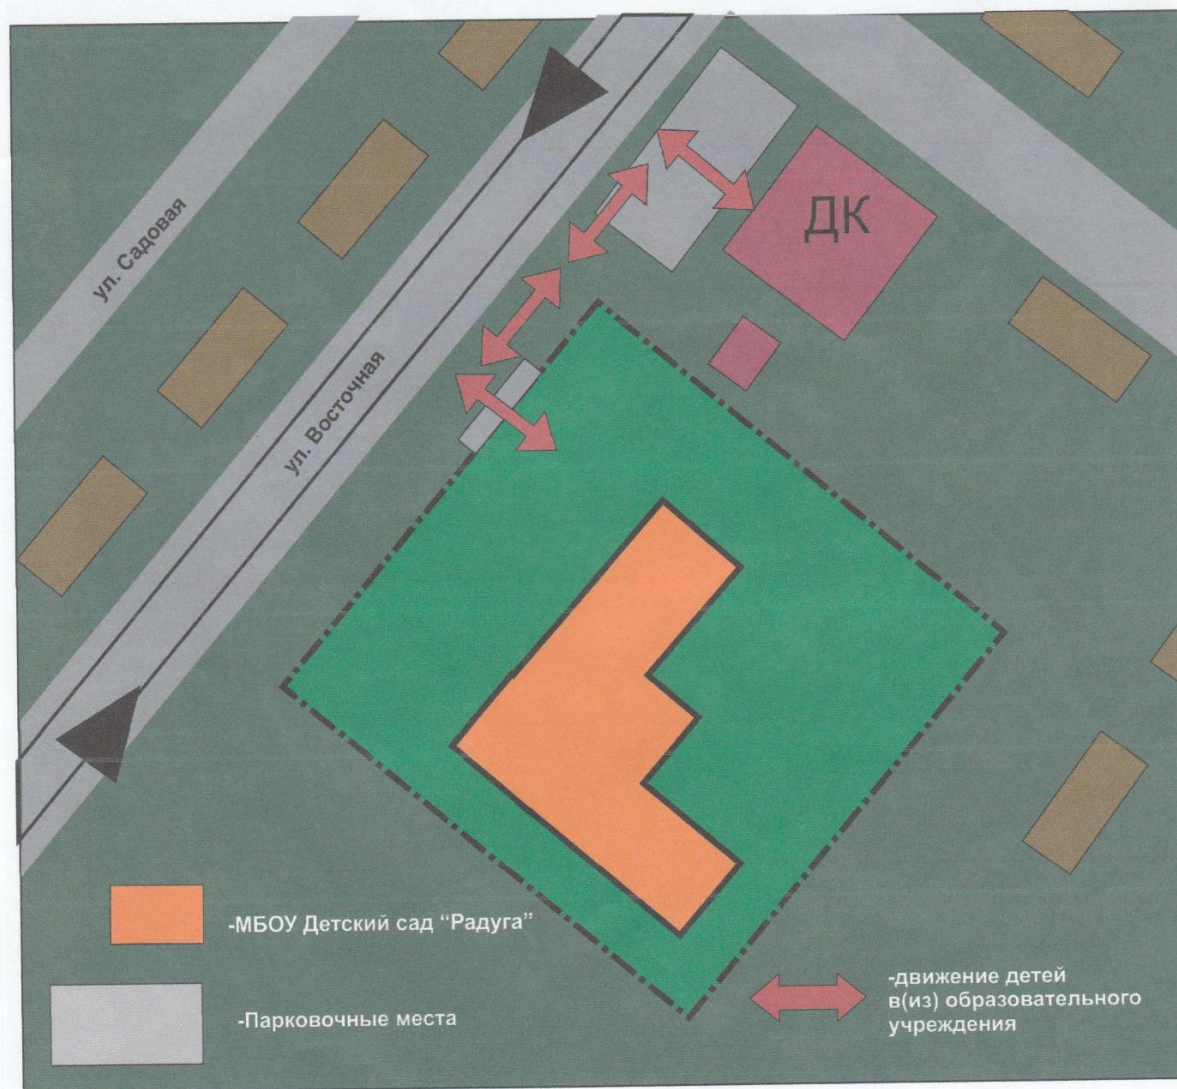 ДК
ул. Садовая
ул. Восточная
-МБОУ Детский сад "Радуга"
-Парковочные места
-движение детей
в(из) образовательного
учреждения